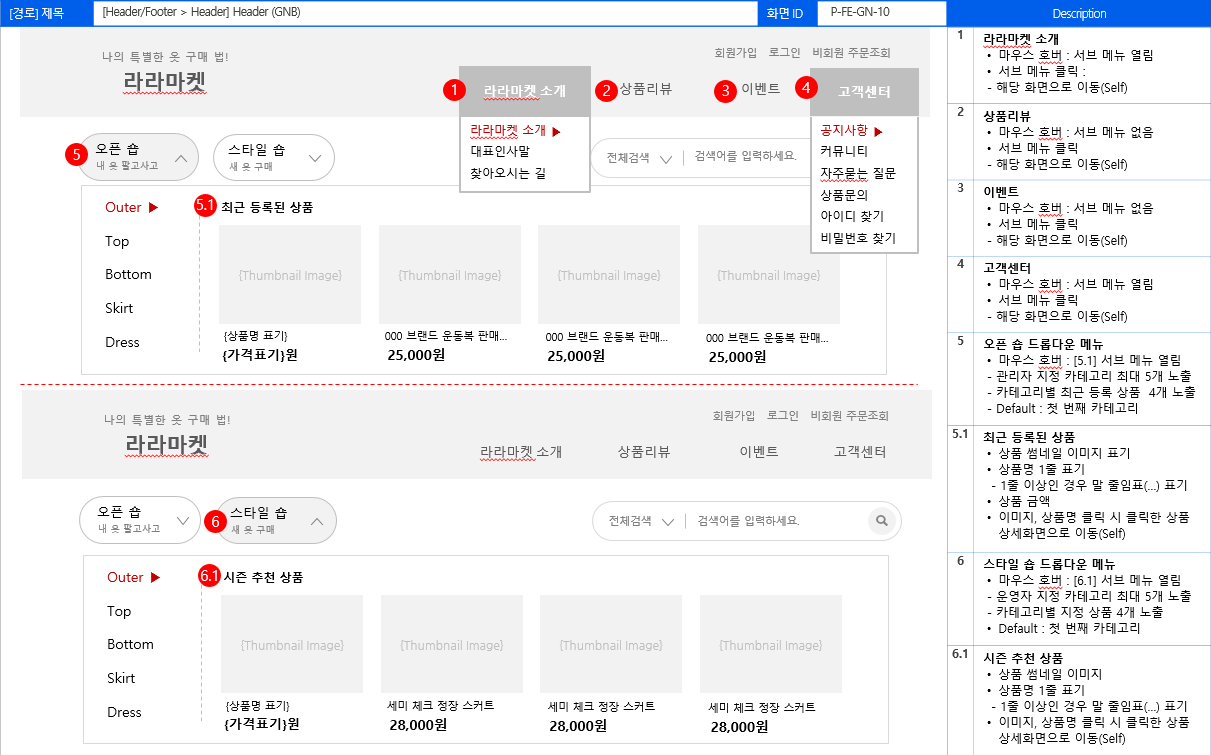 [경로] 제목
[Header/Footer > Header] Header (GNB)
화면 ID
P-FE-GN-10
Description
나의 특별한 옷 구매 법!
라라마켓
회원가입 로그인 비회원 주문조회
1 라라마켓 소개
2 상품리뷰
3 이벤트
4 고객센터
라라마켓 소개 ▶
대표인사말
찾아오시는 길
공지사항 ▶
커뮤니티
자주묻는 질문
상품문의
아이디 찾기
비밀번호 찾기
5 오픈 숍
내 옷 팔고사고
스타일 숍
새 옷 구매
전체검색
검색어를 입력하세요.
Outer ▶
Top
Bottom
Skirt
Dress
5.1 최근 등록된 상품
{Thumbnail Image} {Thumbnail Image} {Thumbnail Image} {Thumbnail Image}
{상품명 표기} 000 브랜드 운동복 판매... 000 브랜드 운동복 판매... 000 브랜드 운동복 판매...
{가격표기}원 25,000원 25,000원 25,000원
나의 특별한 옷 구매 법!
라라마켓
회원가입 로그인 비회원 주문조회
라라마켓 소개 상품리뷰 이벤트 고객센터
오픈 숍
내 옷 팔고사고
6 스타일 숍
새 옷 구매
전체검색
검색어를 입력하세요.
Outer ▶
Top
Bottom
Skirt
Dress
6.1 시즌 추천 상품
{Thumbnail Image} {Thumbnail Image} {Thumbnail Image} {Thumbnail Image}
{상품명 표기} 세미 체크 정장 스커트 세미 체크 정장 스커트 세미 체크 정장 스커트
{가격표기}원 28,000원 28,000원 28,000원
1 라라마켓 소개
• 마우스 호버 : 서브 메뉴 열림
• 서브 메뉴 클릭 :
- 해당 화면으로 이동(Self)
2 상품리뷰
• 마우스 호버 : 서브 메뉴 없음
• 서브 메뉴 클릭
- 해당 화면으로 이동(Self)
3 이벤트
• 마우스 호버 : 서브 메뉴 없음
• 서브 메뉴 클릭
- 해당 화면으로 이동(Self)
4 고객센터
• 마우스 호버 : 서브 메뉴 열림
• 서브 메뉴 클릭
- 해당 화면으로 이동(Self)
5 오픈 숍 드롭다운 메뉴
• 마우스 호버 : [5.1] 서브 메뉴 열림
- 관리자 지정 카테고리 최대 5개 노출
- 카테고리별 최근 등록 상품 4개 노출
- Default : 첫 번째 카테고리
5.1 최근 등록된 상품
• 상품 썸네일 이미지 표기
• 상품명 1줄 표기
- 1줄 이상인 경우 말 줄임표(...) 표기
• 상품 금액
• 이미지, 상품명 클릭 시 클릭한 상품
상세화면으로 이동(Self)
6 스타일 숍 드롭다운 메뉴
• 마우스 호버 : [6.1] 서브 메뉴 열림
- 운영자 지정 카테고리 최대 5개 노출
- 카테고리별 지정 상품 4개 노출
• Default : 첫 번째 카테고리
6.1 시즌 추천 상품
• 상품 썸네일 이미지
• 상품명 1줄 표기
- 1줄 이상인 경우 말 줄임표(...) 표기
• 이미지, 상품명 클릭 시 클릭한 상품
상세화면으로 이동(Self)